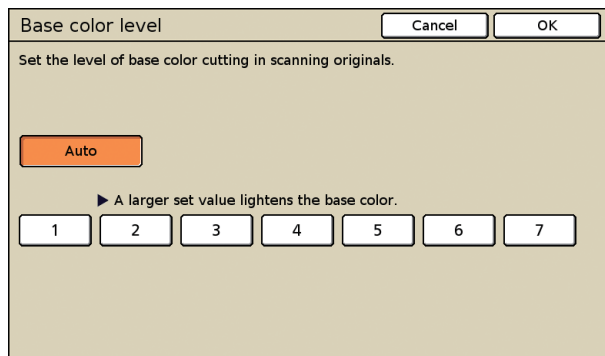 Base color level Cancel OK
Set the level of base color cutting in scanning originals.
Auto
▶ A larger set value lightens the base color.
1 2 3 4 5 6 7